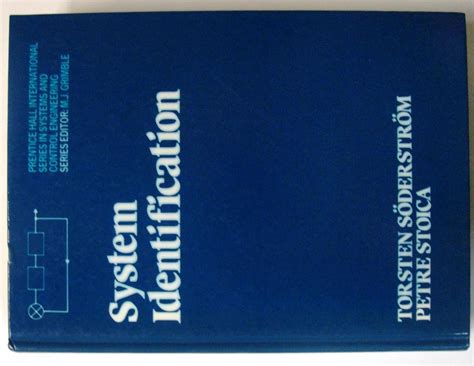 PRENTICE HALL INTERNATIONAL
SERIES IN SYSTEMS AND
CONTROL ENGINEERING
SERIES EDITOR: M.J. GRIMBLE
System
Identification
TORSTEN SÖDERSTRÖM
PETRE STOICA